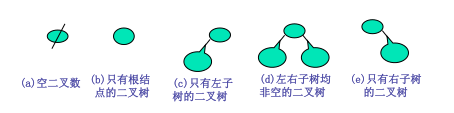 (a)空二叉数
(b)只有根结
点的二叉树
(c)只有左子
树的二叉树
(d)左右子树均
非空的二叉树
(e)只有右子树
的二叉树